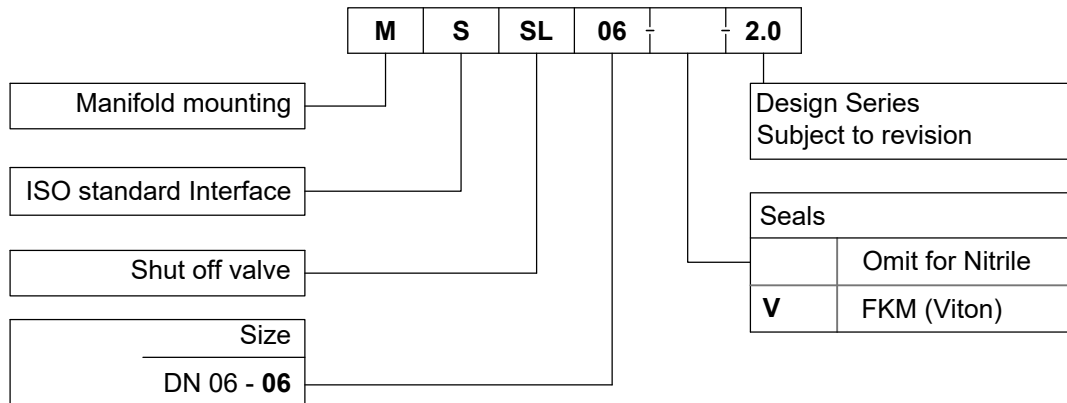 M S SL 06 - - 2.0
Manifold mounting
ISO standard Interface
Shut off valve
Size
DN 06 - 06
Design Series
Subject to revision
Seals
Omit for Nitrile
V FKM (Viton)